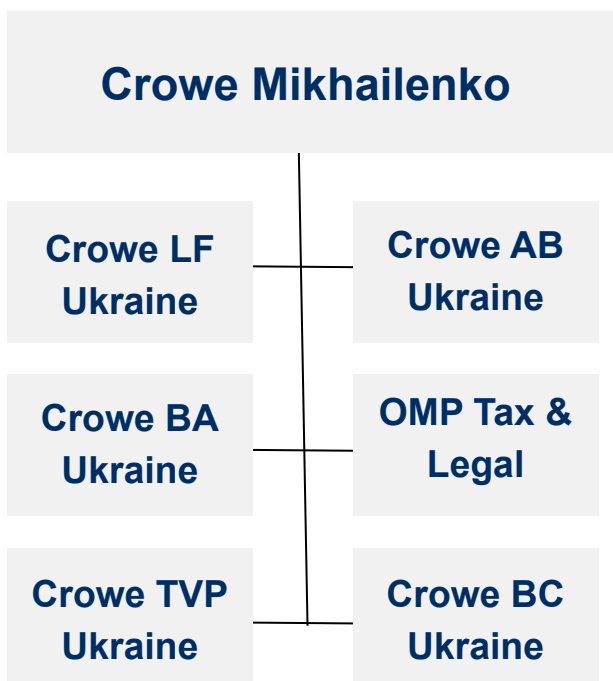 Crowe Mikhailenko
Crowe LF
Ukraine
Crowe AB
Ukraine
Crowe BA
Ukraine
OMP Tax &
Legal
Crowe TVP
Ukraine
Crowe BC
Ukraine